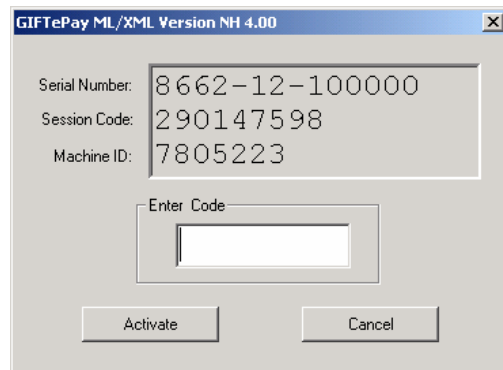 GIFTePay ML/XML Version NH 4.00
Serial Number: 8662-12-100000
Session Code: 290147598
Machine ID: 7805223
Enter Code
Activate Cancel